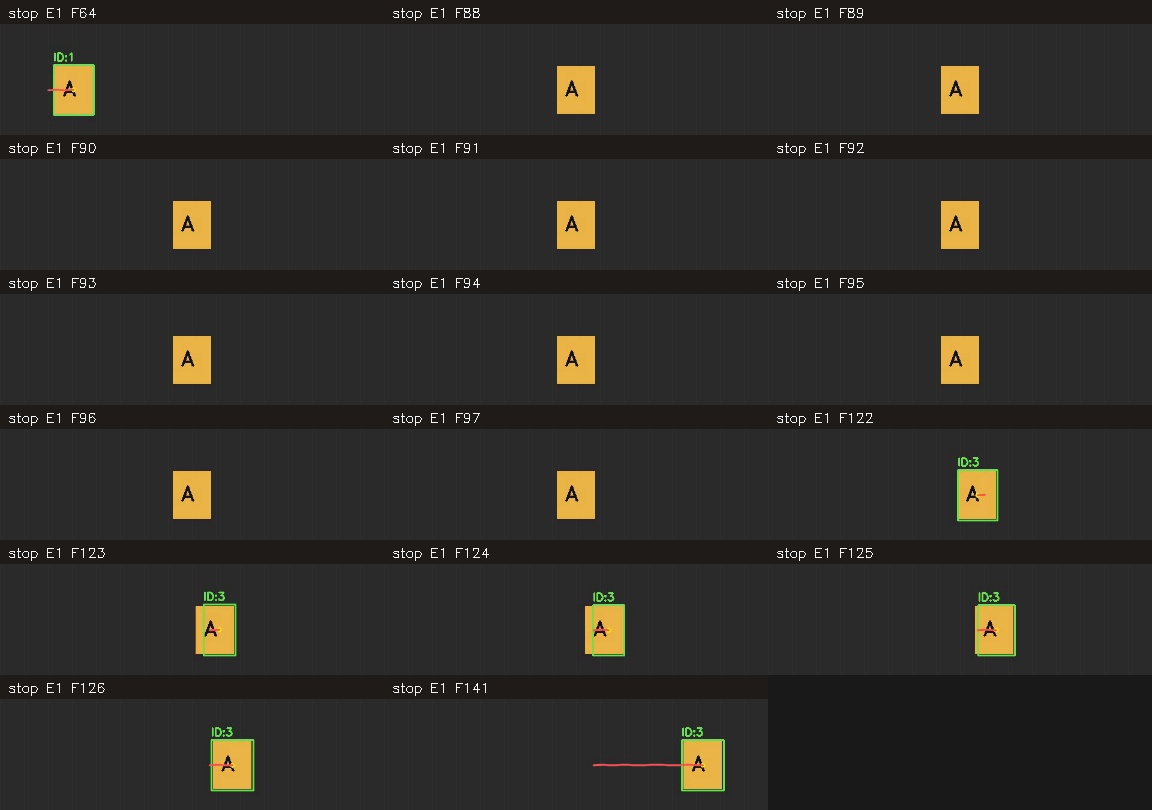 stop E1 F64
ID:1
A
stop E1 F88
A
stop E1 F89
A
stop E1 F90
A
stop E1 F91
A
stop E1 F92
A
stop E1 F93
A
stop E1 F94
A
stop E1 F95
A
stop E1 F96
A
stop E1 F97
A
stop E1 F122
ID:3
A
stop E1 F123
ID:3
A
stop E1 F124
ID:3
A
stop E1 F125
ID:3
A
stop E1 F126
ID:3
A
stop E1 F141
ID:3
A